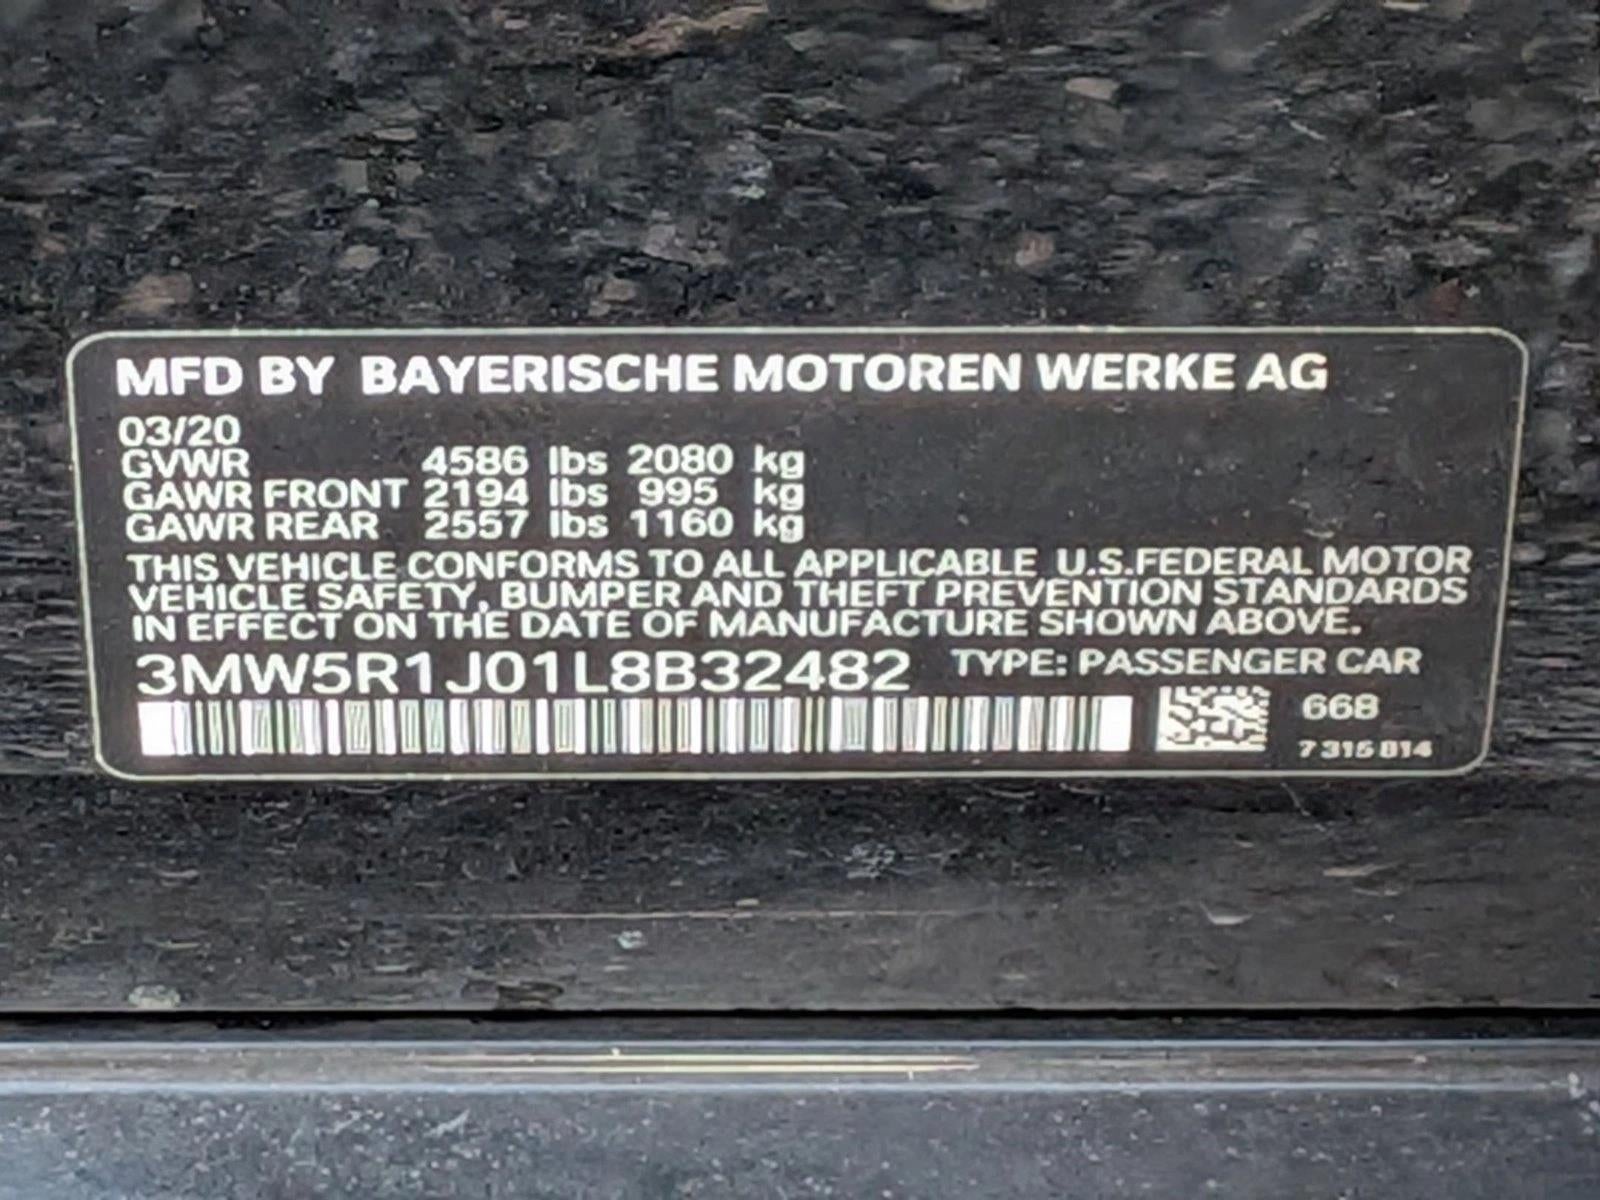 MFD BY BAYERISCHE MOTOREN WERKE AG
03/20
GVWR 4586 lbs 2080 kg
GAWR FRONT 2194 lbs 995 kg
GAWR REAR 2557 lbs 1160 kg
THIS VEHICLE CONFORMS TO ALL APPLICABLE U.S.FEDERAL MOTOR
VEHICLE SAFETY, BUMPER AND THEFT PREVENTION STANDARDS
IN EFFECT ON THE DATE OF MANUFACTURE SHOWN ABOVE.
3MW5R1J01L8B32482 TYPE: PASSENGER CAR
668
7 315 814